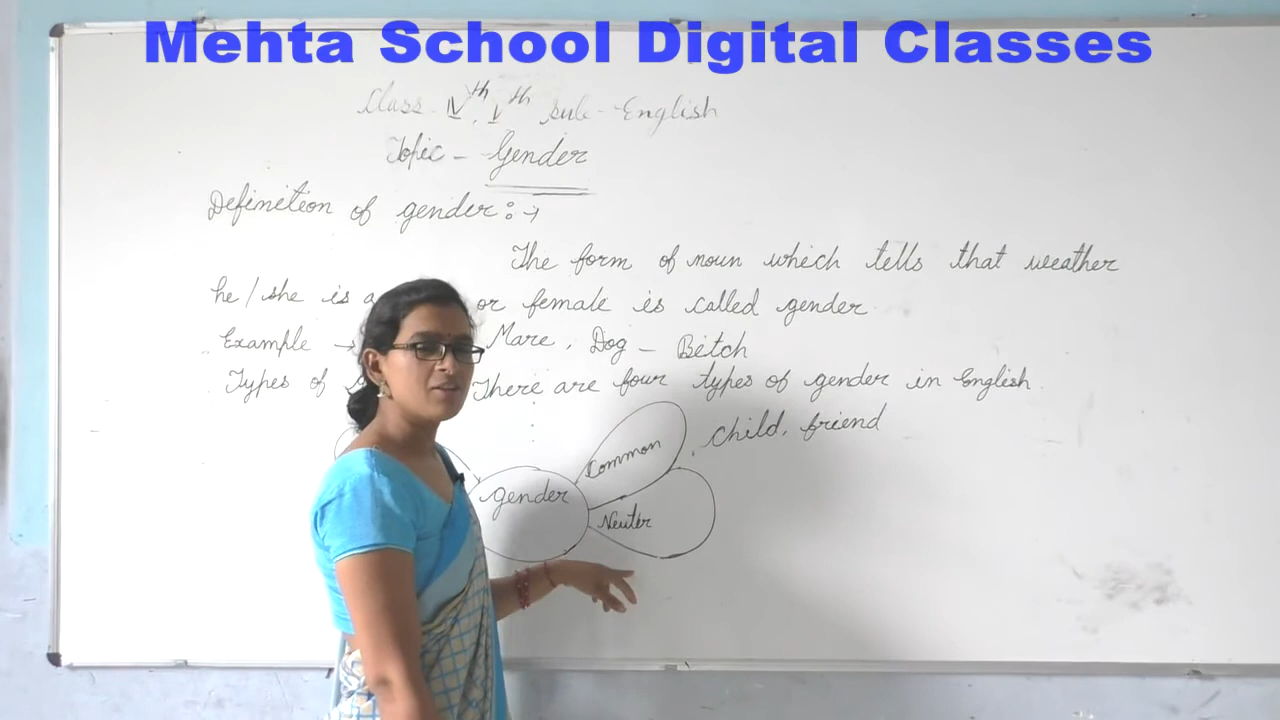 Mehta School Digital Classes
Class - IVth, Vth Sub - English
Topic - Gender
Definetion of gender :- →
The form of noun which tells that weather
he / she is a or female is called gender
Example → Mare, Dog - Bitch
Types of There are four types of gender in English.
Child, friend
Common
gender
Neuter